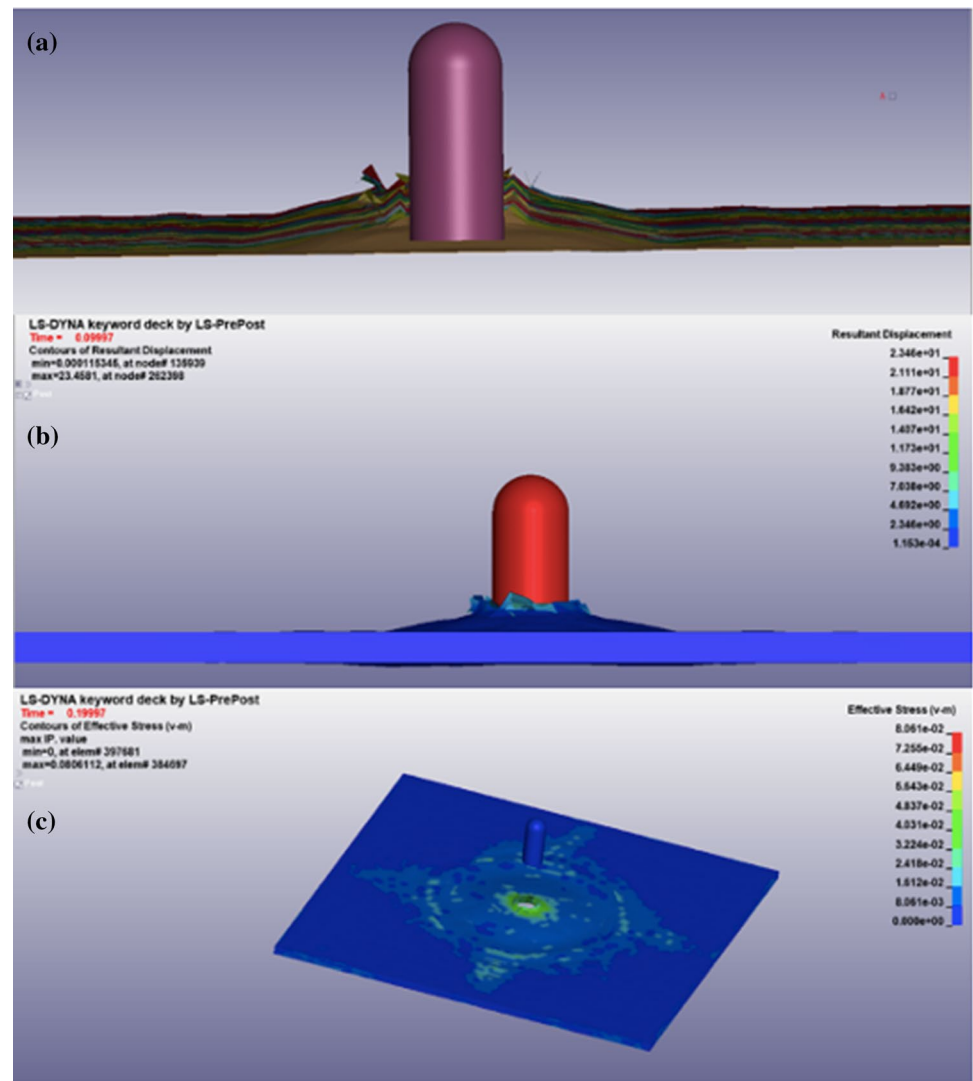 (a)
A
LS-DYNA keyword deck by LS-PrePost
Time = 0.09997
Contours of Resultant Displacement
min=0.000115345, at node# 135939
max=23.4581, at node# 262398
Post
Resultant Displacement
2.346e+01
2.111e+01
1.877e+01
1.642e+01
1.407e+01
1.173e+01
9.383e+00
7.038e+00
4.692e+00
2.346e+00
1.153e-04
(b)
LS-DYNA keyword deck by LS-PrePost
Time = 0.19997
Contours of Effective Stress (v-m)
max IP. value
min=0, at elem# 397681
max=0.0806112, at elem# 384697
Effective Stress (v-m)
8.061e-02
7.255e-02
6.449e-02
5.643e-02
4.837e-02
4.031e-02
3.224e-02
2.418e-02
1.612e-02
8.061e-03
0.000e+00
(c)